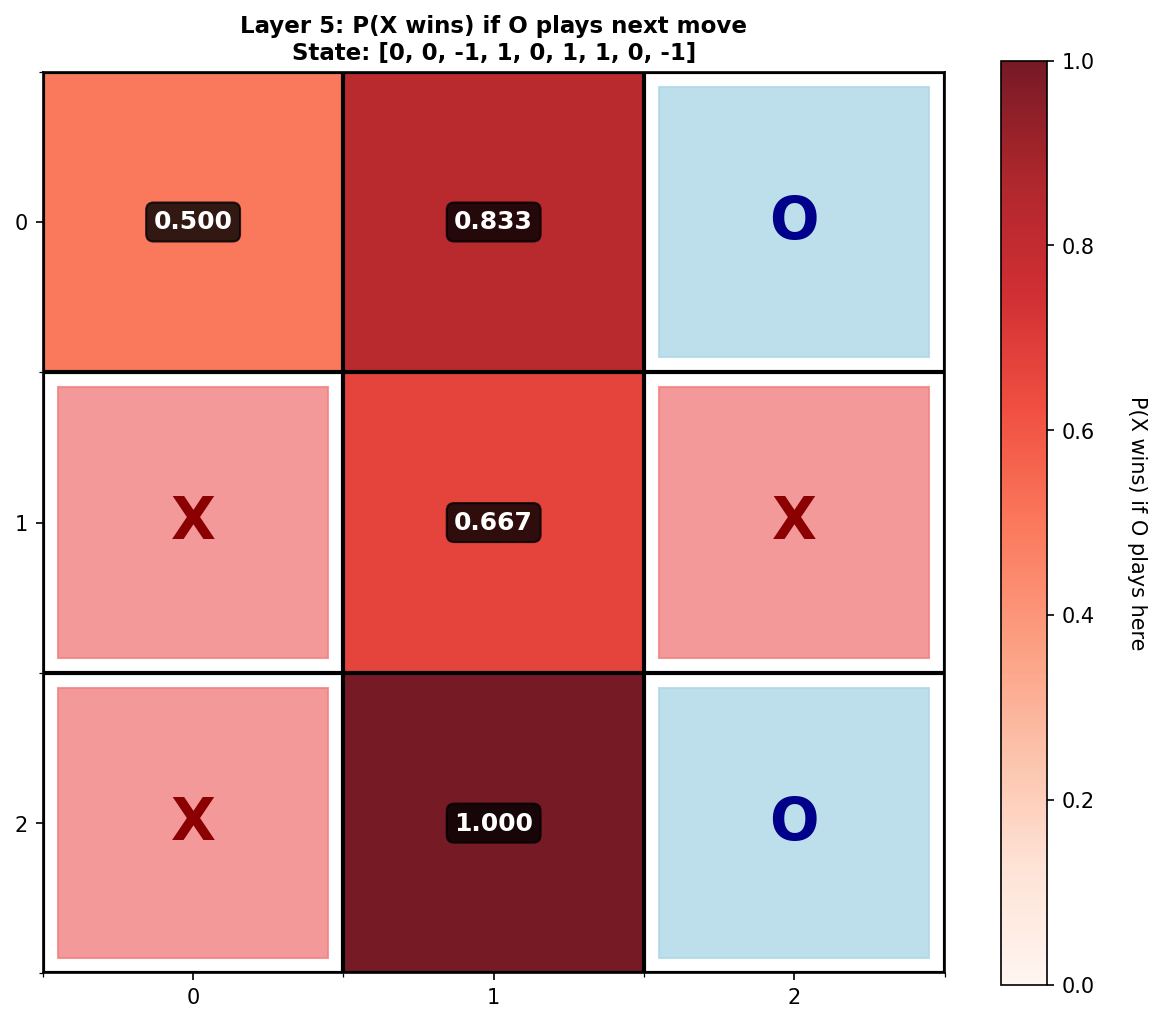 Layer 5: P(X wins) if O plays next move
State: [0, 0, -1, 1, 0, 1, 1, 0, -1]
0.500
0.833
O
X
0.667
X
X
1.000
O
0
1
2
0
1
2
1.0
0.8
0.6
0.4
0.2
0.0
P(X wins) if O plays here